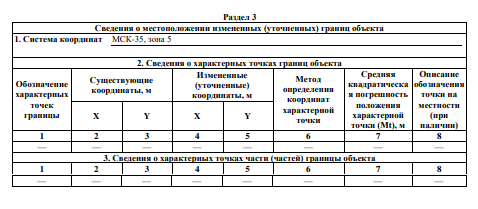 Раздел 3
Сведения о местоположении измененных (уточненных) границ объекта
1. Система координат МСК-35, зона 5
2. Сведения о характерных точках границ объекта
Обозначение характерных точек границы
Существующие координаты, м
Измененные (уточненные) координаты, м
Метод определения координат характерной точки
Средняя квадратическая погрешность положения характерной точки (Mt), м
Описание обозначения точки на местности (при наличии)
X Y X Y
1 2 3 4 5 6 7 8
— — — — — — — —
3. Сведения о характерных точках части (частей) границы объекта
1 2 3 4 5 6 7 8
— — — — — — — —